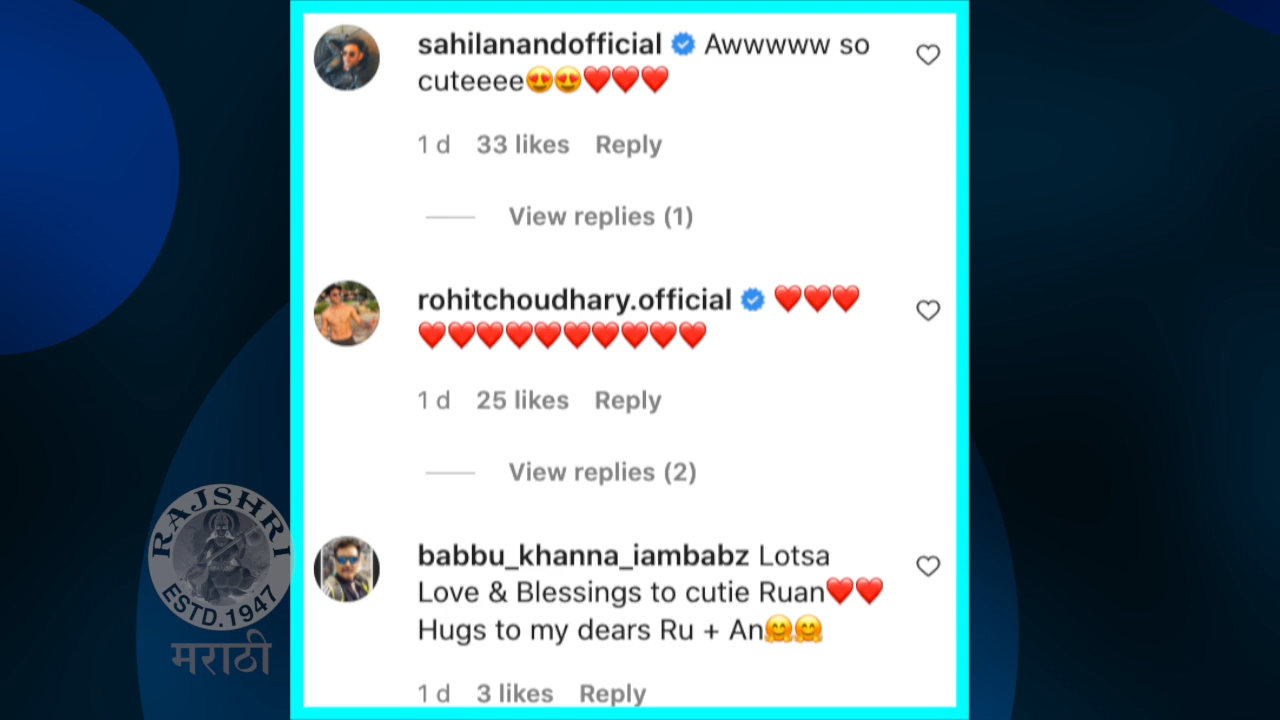 sahilanandofficial Awwwww so
cuteeee😍😍❤️❤️❤️
1 d 33 likes Reply
View replies (1)
rohitchoudhary.official ❤️❤️❤️
❤️❤️❤️❤️❤️❤️❤️❤️❤️❤️
1 d 25 likes Reply
View replies (2)
babbu_khanna_iambabz Lotsa
Love & Blessings to cutie Ruan❤️❤️
Hugs to my dears Ru + An🤗🤗
1 d 3 likes Reply
RAJSHRI
ESTD.1947
मराठी